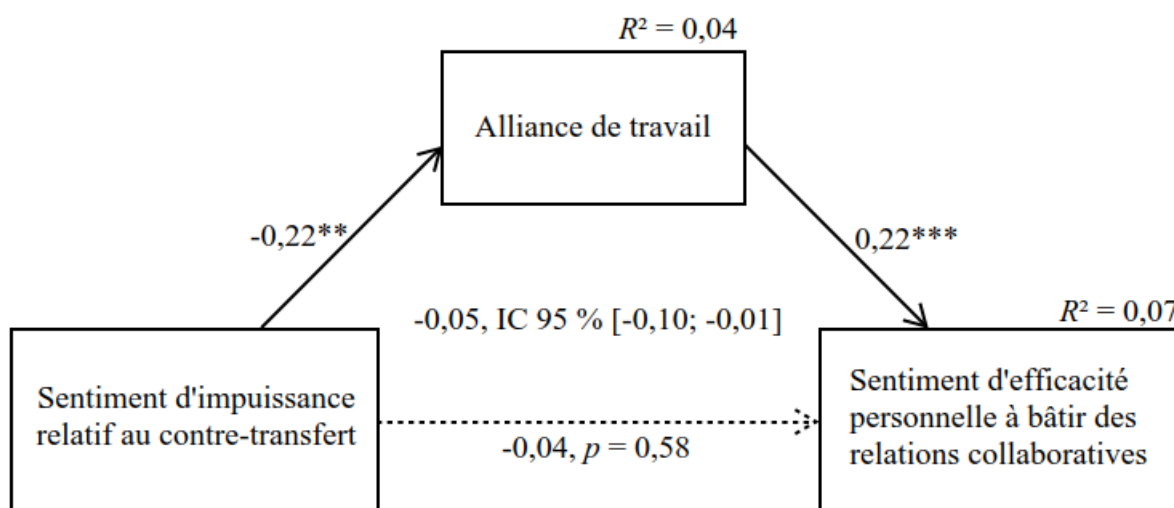 R² = 0,04
Alliance de travail
-0,22**
0,22***
-0,05, IC 95 % [-0,10; -0,01]
R² = 0,07
Sentiment d'impuissance
relatif au contre-transfert
-0,04, p = 0,58
Sentiment d'efficacité
personnelle à bâtir des
relations collaboratives